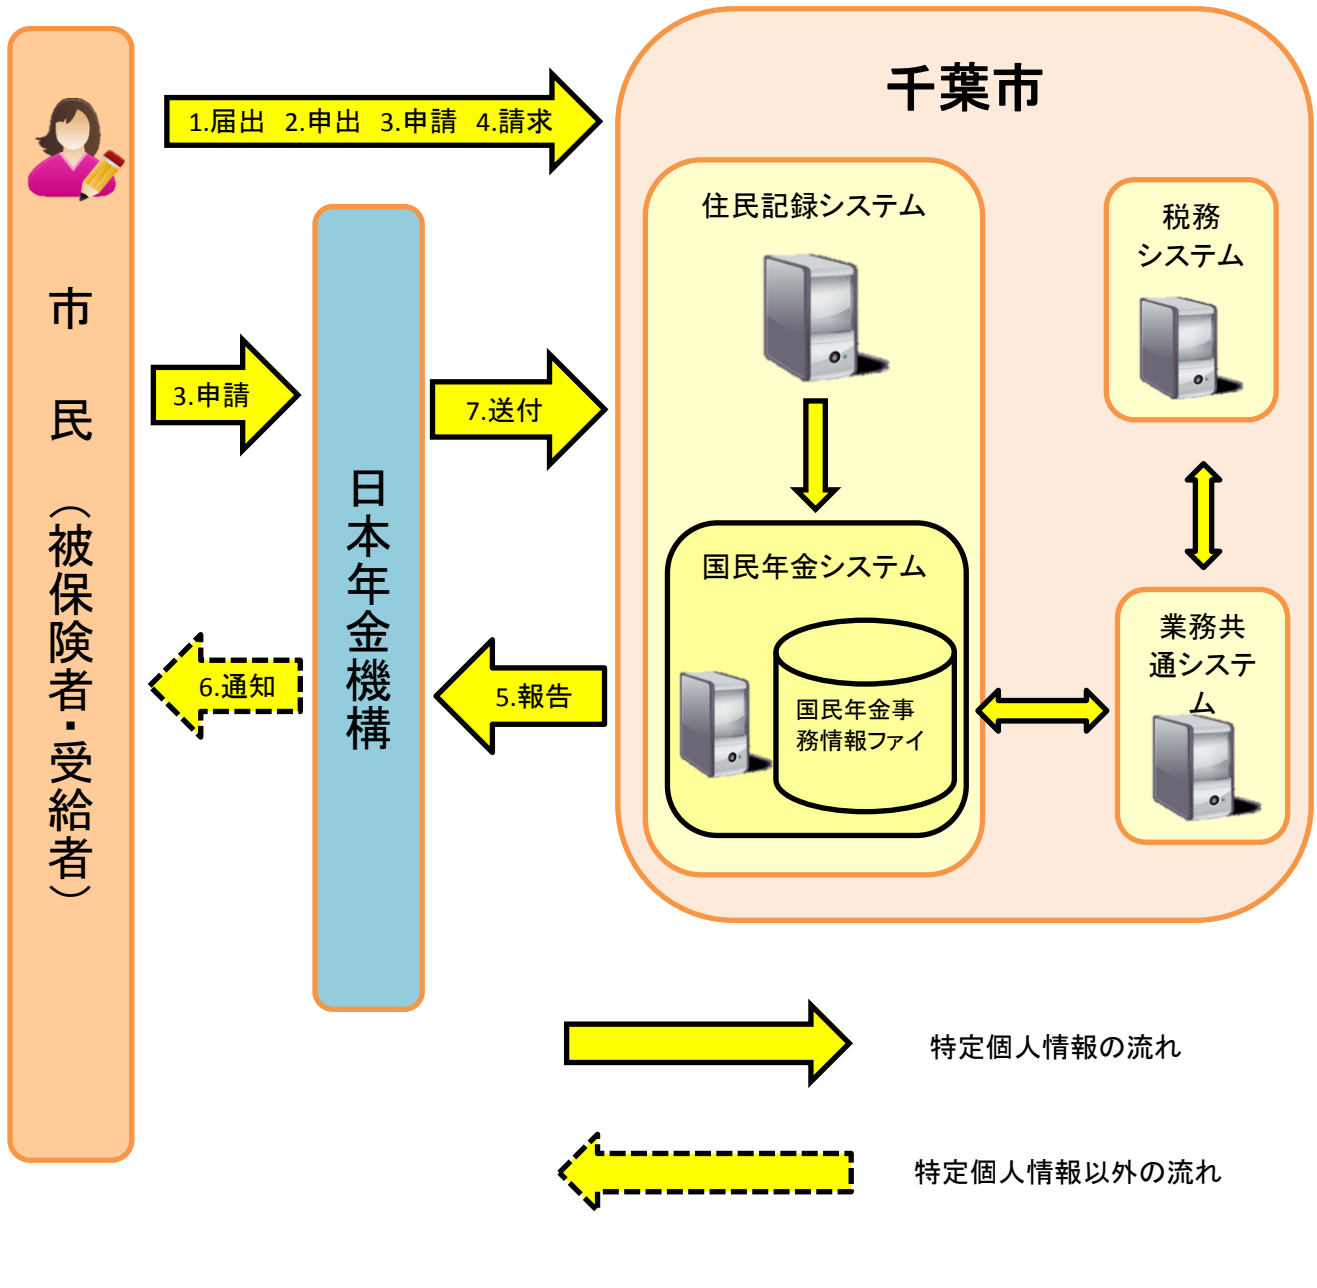 千葉市
1.届出 2.申出 3.申請 4.請求
住民記録システム
税務
システム
市民（被保険者・受給者）
3.申請
日本年金機構
7.送付
国民年金システム
国民年金事
務情報ファイ
業務共
通システ
ム
6.通知
5.報告
特定個人情報の流れ
特定個人情報以外の流れ